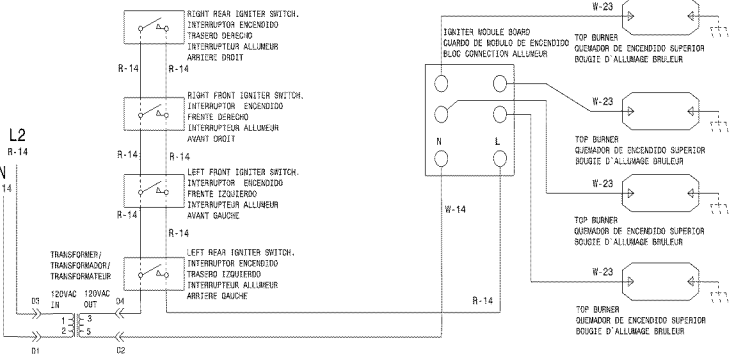 RIGHT REAR IGNITER SWITCH.
INTERRUPTOR ENCENDIDO
TRASERO DERECHO
INTERRUPTEUR ALLUMEUR
ARRIERE DROIT
R-14
R-14
RIGHT FRONT IGNITER SWITCH.
INTERRUPTOR ENCENDIDO
FRENTE DERECHO
INTERRUPTEUR ALLUMEUR
AVANT DROIT
R-14
R-14
LEFT FRONT IGNITER SWITCH.
INTERRUPTOR ENCENDIDO
FRENTE IZQUIERDO
INTERRUPTEUR ALLUMEUR
AVANT GAUCHE
R-14
R-14
LEFT REAR IGNITER SWITCH.
INTERRUPTOR ENCENDIDO
TRASERO IZQUIERDO
INTERRUPTEUR ALLUMEUR
ARRIERE GAUCHE
L2
R-14
N
14
TRANSFORMER/
TRANSFORMADOR/
TRANSFORMATEUR
120VAC
IN
120VAC
OUT
D3
D4
1
3
2
5
D1
C2
IGNITER MODULE BOARD
GUARDO DE MODULO DE ENCENDIDO
BLOC CONNECTION ALLUMEUR
N
L
W-14
R-14
W-23
TOP BURNER
QUEMADOR DE ENCENDIDO SUPERIOR
BOUGIE D'ALLUMAGE BRULEUR
W-23
TOP BURNER
QUEMADOR DE ENCENDIDO SUPERIOR
BOUGIE D'ALLUMAGE BRULEUR
W-23
TOP BURNER
QUEMADOR DE ENCENDIDO SUPERIOR
BOUGIE D'ALLUMAGE BRULEUR
W-23
TOP BURNER
QUEMADOR DE ENCENDIDO SUPERIOR
BOUGIE D'ALLUMAGE BRULEUR